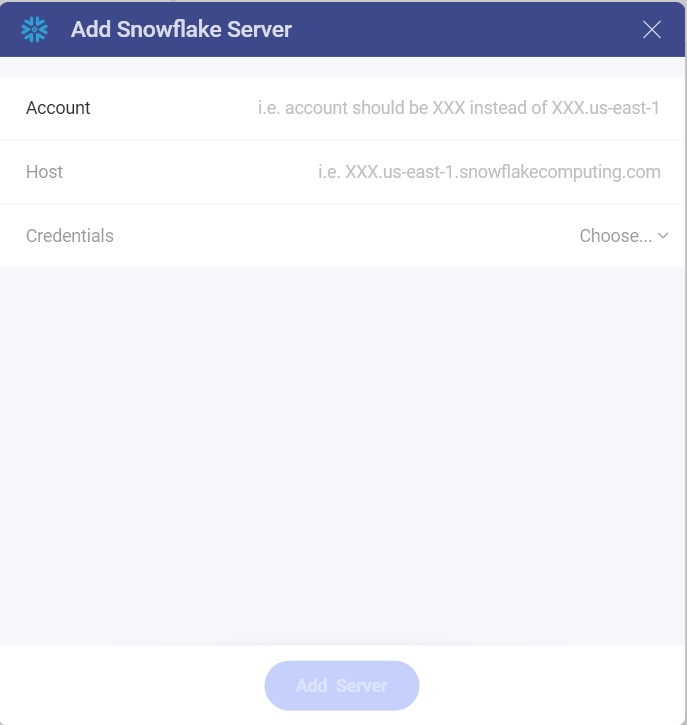 Add Snowflake Server
Account i.e. account should be XXX instead of XXX.us-east-1
Host i.e. XXX.us-east-1.snowflakecomputing.com
Credentials Choose...
Add Server